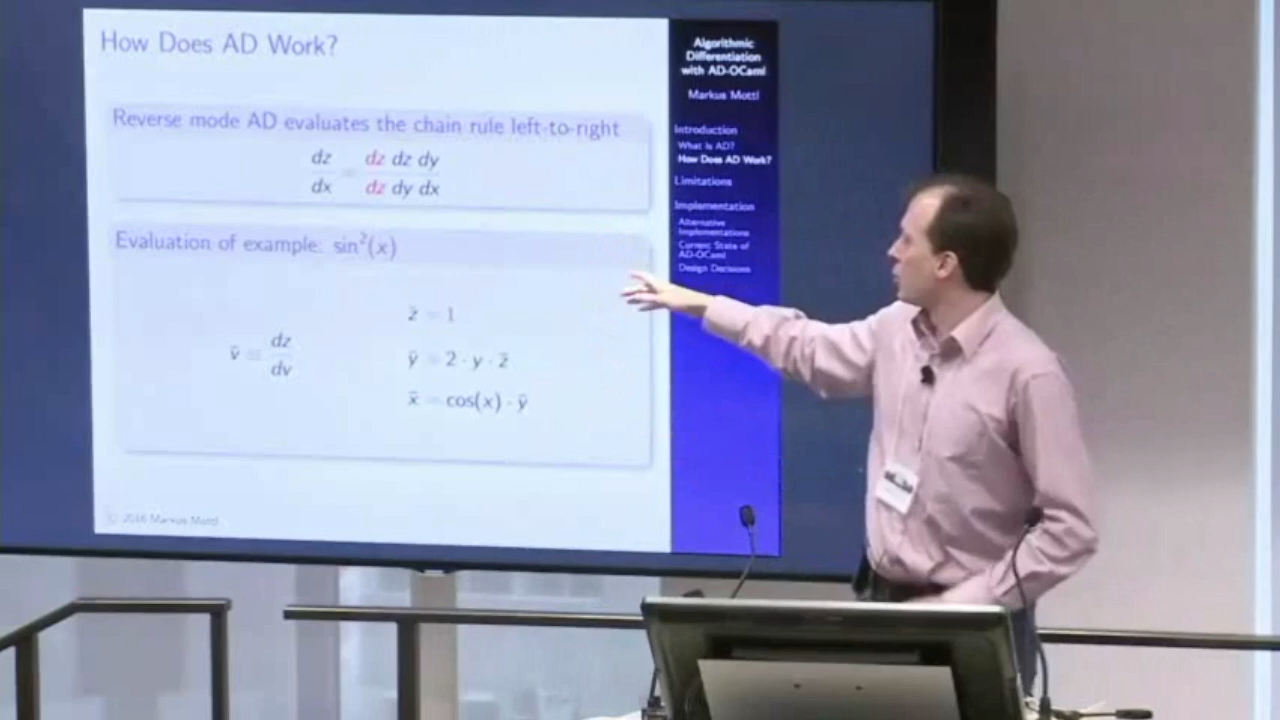 How Does AD Work?
Reverse mode AD evaluates the chain rule left-to-right
dz/dx = dz/dz dz/dy dy/dx
Evaluation of example: sin²(x)
z̄ = 1
v̄ ≡ dz/dv
ȳ = 2 · y · z̄
x̄ = cos(x) · ȳ
© 2016 Markus Mottl
Algorithmic
Differentiation
with AD-OCaml
Markus Mottl
Introduction
What is AD?
How Does AD Work?
Limitations
Implementation
Alternative
Implementations
Current State of
AD-OCaml
Design Decisions